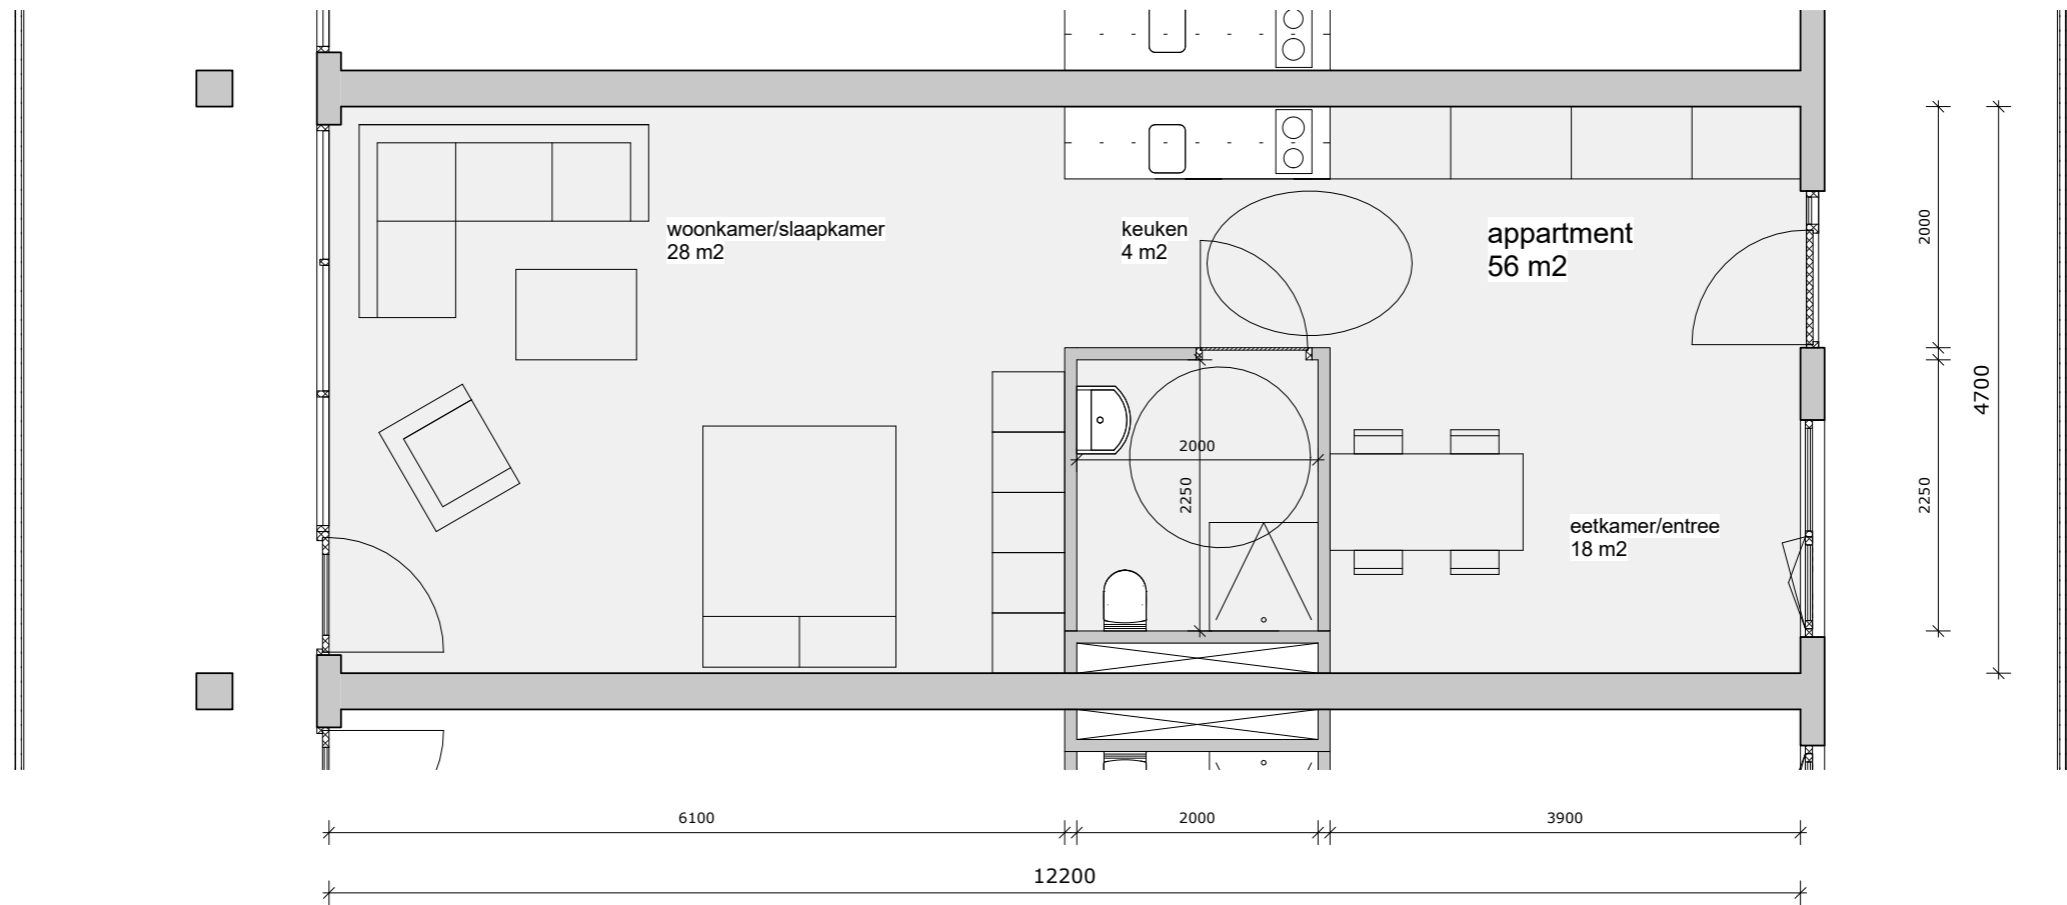 woonkamer/slaapkamer
28 m2
keuken
4 m2
appartment
56 m2
2000
4700
2000
2250
2250
eetkamer/entree
18 m2
6100
2000
3900
12200